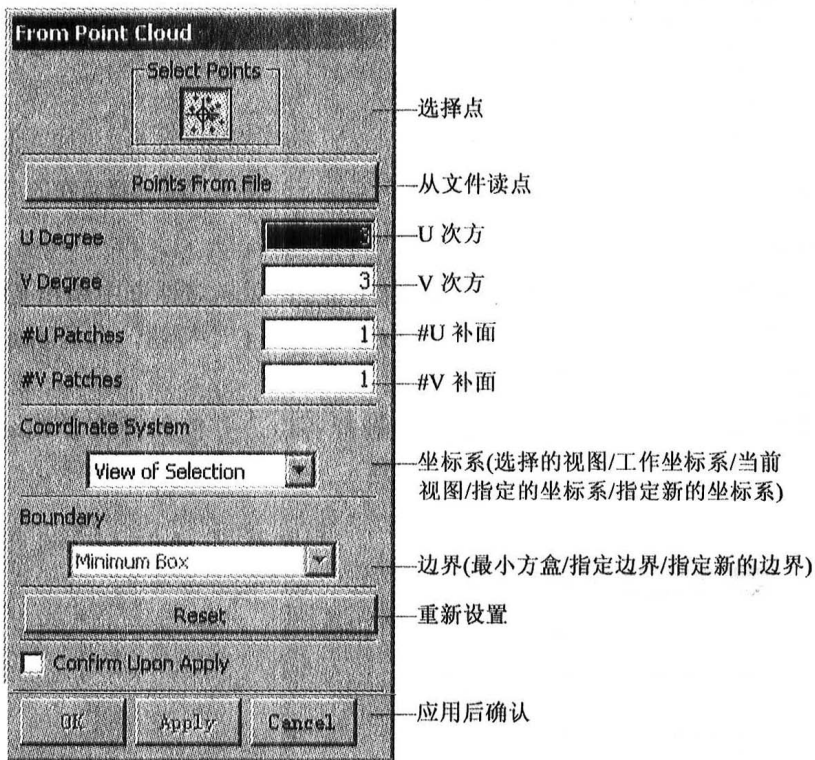 From Point Cloud
Select Points
选择点
Points From File
从文件读点
U Degree 3
U 次方
V Degree 3
V 次方
#U Patches 1
#U 补面
#V Patches 1
#V 补面
Coordinate System
View of Selection
坐标系(选择的视图/工作坐标系/当前
视图/指定的坐标系/指定新的坐标系)
Boundary
Minimum Box
边界(最小方盒/指定边界/指定新的边界)
Reset
重新设置
Confirm Upon Apply
OK Apply Cancel
应用后确认